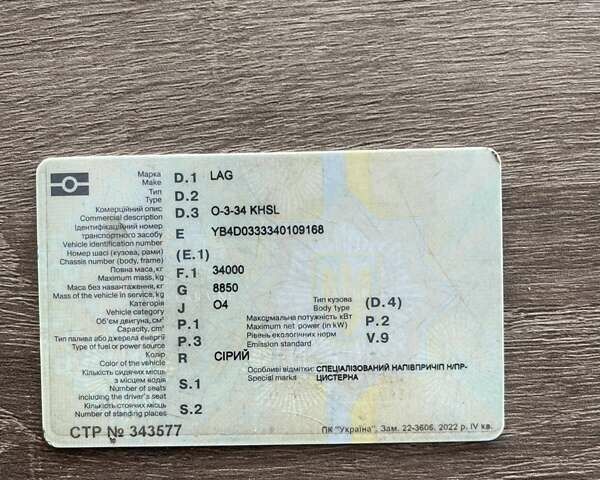 Марка D.1 LAG
Make
Тип D.2
Type
Комерційний опис D.3 O-3-34 KHSL
Commercial description
Ідентифікаційний номер
транспортного засобу E YB4D0333340109168
Vehicle identification number
Номер шасі (кузова, рами) (E.1)
Chassis number (body, frame)
Повна маса, кг F.1 34000
Maximum mass, kg
Маса без навантаження, кг G 8850
Mass of the vehicle in service, kg
Категорія J O4 Тип кузова (D.4)
Vehicle category Body type
Об'єм двигуна, см³ P.1 Максимальна потужність кВт P.2
Capacity, cm³ Maximum net power (in kW)
Тип палива або джерела енергії P.3 Рівень екологічних норм V.9
Type of fuel or power source Emission standard
Колір R СІРИЙ
Color of the vehicle
Кількість сидячих місць Особливі відмітки: СПЕЦІАЛІЗОВАНИЙ НАПІВПРИЧІП Н/ПР-
з місцем водія S.1 Special marks ЦИСТЕРНА
Number of seats
including the driver's seat
Кількість стоячих місць S.2
Number of standing places
СТР № 343577 ПК "Україна". Зам. 22-3606. 2022 р. IV кв.